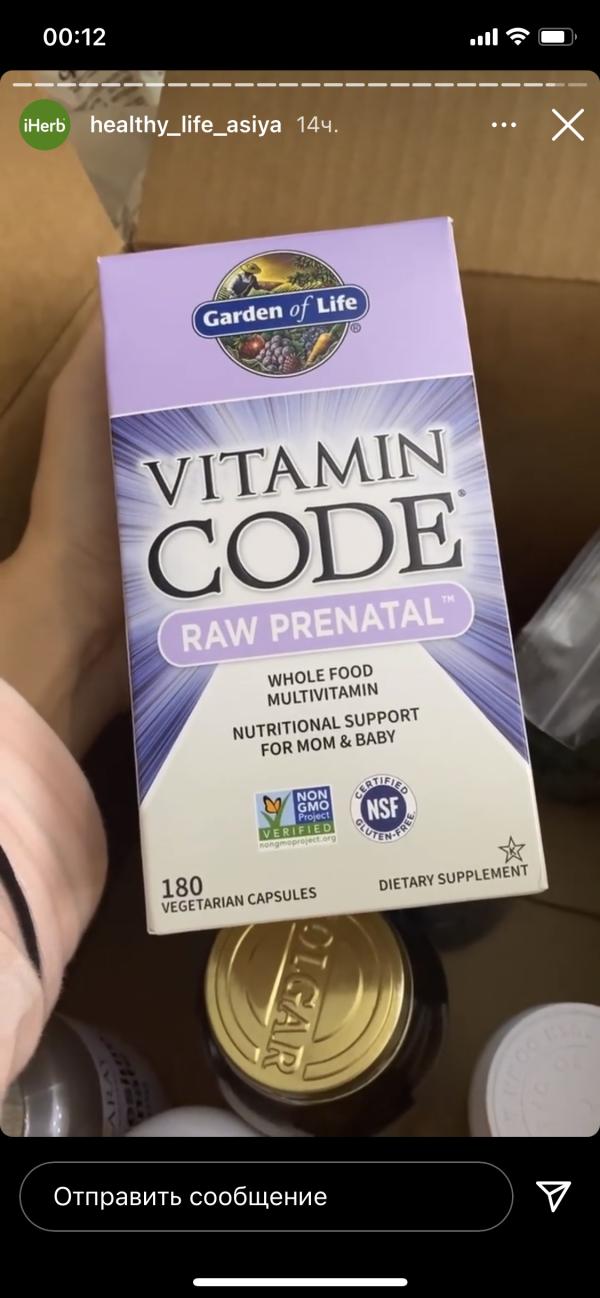 00:12
iHerb
healthy_life_asiya 14ч.
Garden of Life
®
VITAMIN
CODE®
RAW PRENATAL™
WHOLE FOOD
MULTIVITAMIN
NUTRITIONAL SUPPORT
FOR MOM & BABY
NON
GMO
Project
VERIFIED
nongmoproject.org
CERTIFIED
NSF
GLUTEN-FREE
K
180
VEGETARIAN CAPSULES
DIETARY SUPPLEMENT
OLGAR
Отправить сообщение